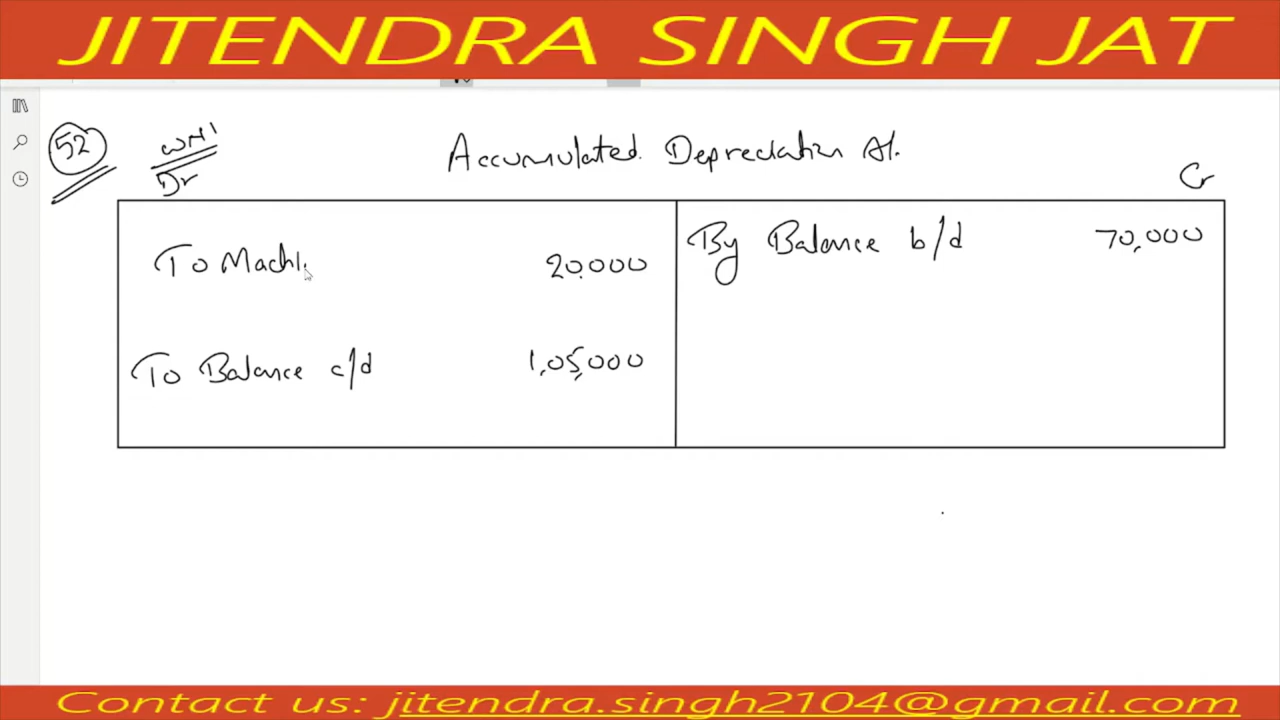 JITENDRA SINGH JAT
52
WN1
Accumulated Depreciation A/.
Dr
Cr
To Machi
20,000
By Balance b/d
70,000
To Balance c/d
1,05,000
Contact us: jitendra.singh2104@gmail.com